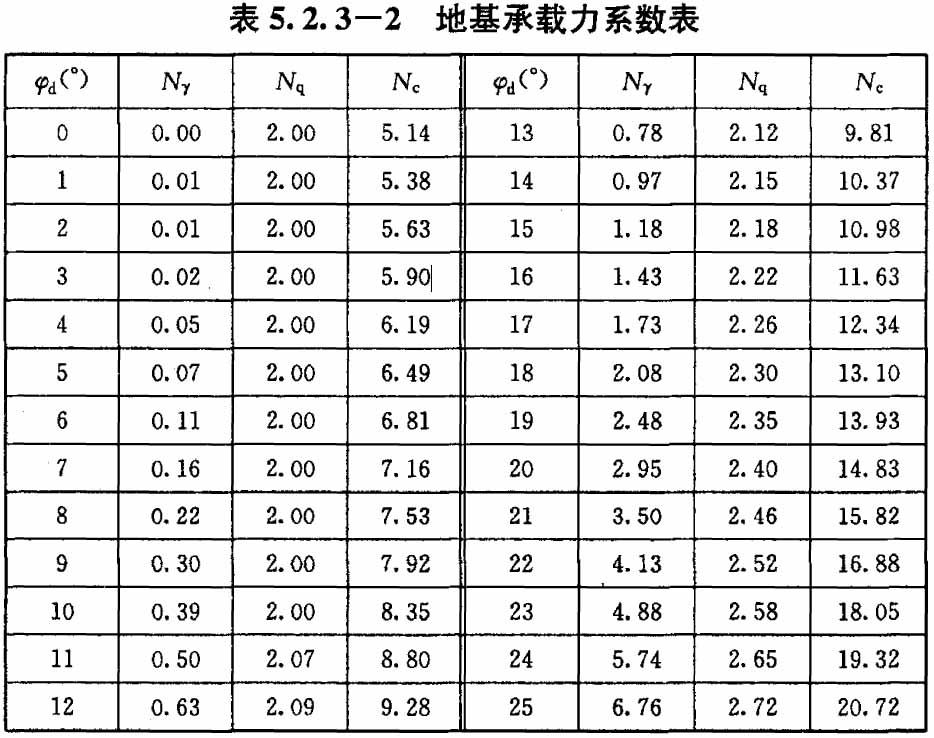 表5.2.3—2 地基承载力系数表
φd(°) Nγ Nq Nc φd(°) Nγ Nq Nc
0 0.00 2.00 5.14 13 0.78 2.12 9.81
1 0.01 2.00 5.38 14 0.97 2.15 10.37
2 0.01 2.00 5.63 15 1.18 2.18 10.98
3 0.02 2.00 5.90 16 1.43 2.22 11.63
4 0.05 2.00 6.19 17 1.73 2.26 12.34
5 0.07 2.00 6.49 18 2.08 2.30 13.10
6 0.11 2.00 6.81 19 2.48 2.35 13.93
7 0.16 2.00 7.16 20 2.95 2.40 14.83
8 0.22 2.00 7.53 21 3.50 2.46 15.82
9 0.30 2.00 7.92 22 4.13 2.52 16.88
10 0.39 2.00 8.35 23 4.88 2.58 18.05
11 0.50 2.07 8.80 24 5.74 2.65 19.32
12 0.63 2.09 9.28 25 6.76 2.72 20.72